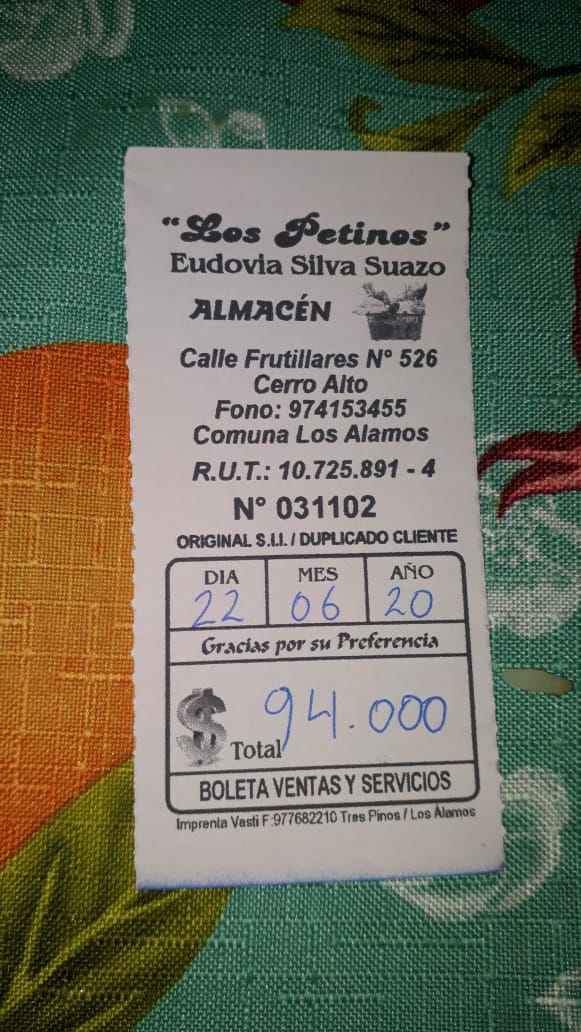 "Los Petinos"
Eudovia Silva Suazo
ALMACÉN
Calle Frutillares N° 526
Cerro Alto
Fono: 974153455
Comuna Los Alamos
R.U.T.: 10.725.891 - 4
N° 031102
ORIGINAL S.I.I. / DUPLICADO CLIENTE
DIA MES AÑO
22 06 20
Gracias por su Preferencia
$ Total 94.000
BOLETA VENTAS Y SERVICIOS
Imprenta Vasti F:977682210 Tres Pinos / Los Álamos